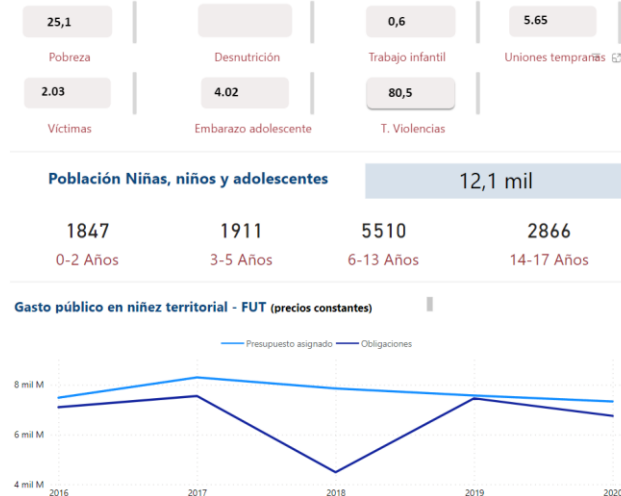 25,1
0,6
5.65
Pobreza
Desnutrición
Trabajo infantil
Uniones tempranas
2.03
4.02
80,5
Víctimas
Embarazo adolescente
T. Violencias
Población Niñas, niños y adolescentes
12,1 mil
1847
1911
5510
2866
0-2 Años
3-5 Años
6-13 Años
14-17 Años
Gasto público en niñez territorial - FUT (precios constantes)
Presupuesto asignado
Obligaciones
8 mil M
6 mil M
4 mil M
2016
2017
2018
2019
2020